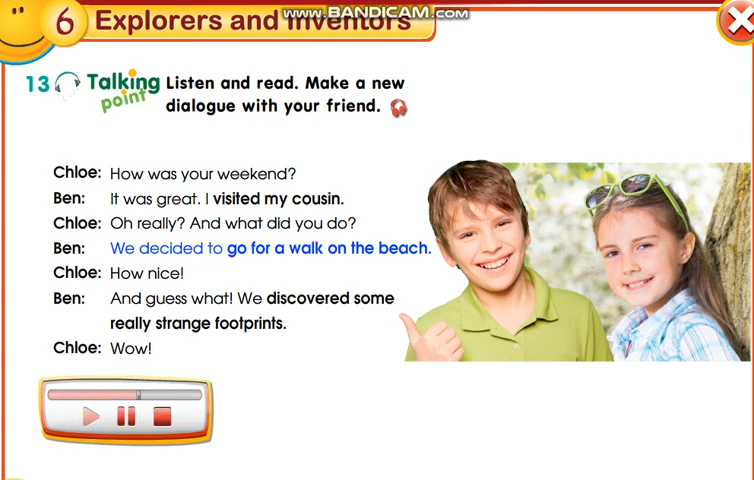 www.BANDICAM.com
6 Explorers and Inventors
13 Talking point Listen and read. Make a new
dialogue with your friend.
Chloe: How was your weekend?
Ben: It was great. I visited my cousin.
Chloe: Oh really? And what did you do?
Ben: We decided to go for a walk on the beach.
Chloe: How nice!
Ben: And guess what! We discovered some
really strange footprints.
Chloe: Wow!